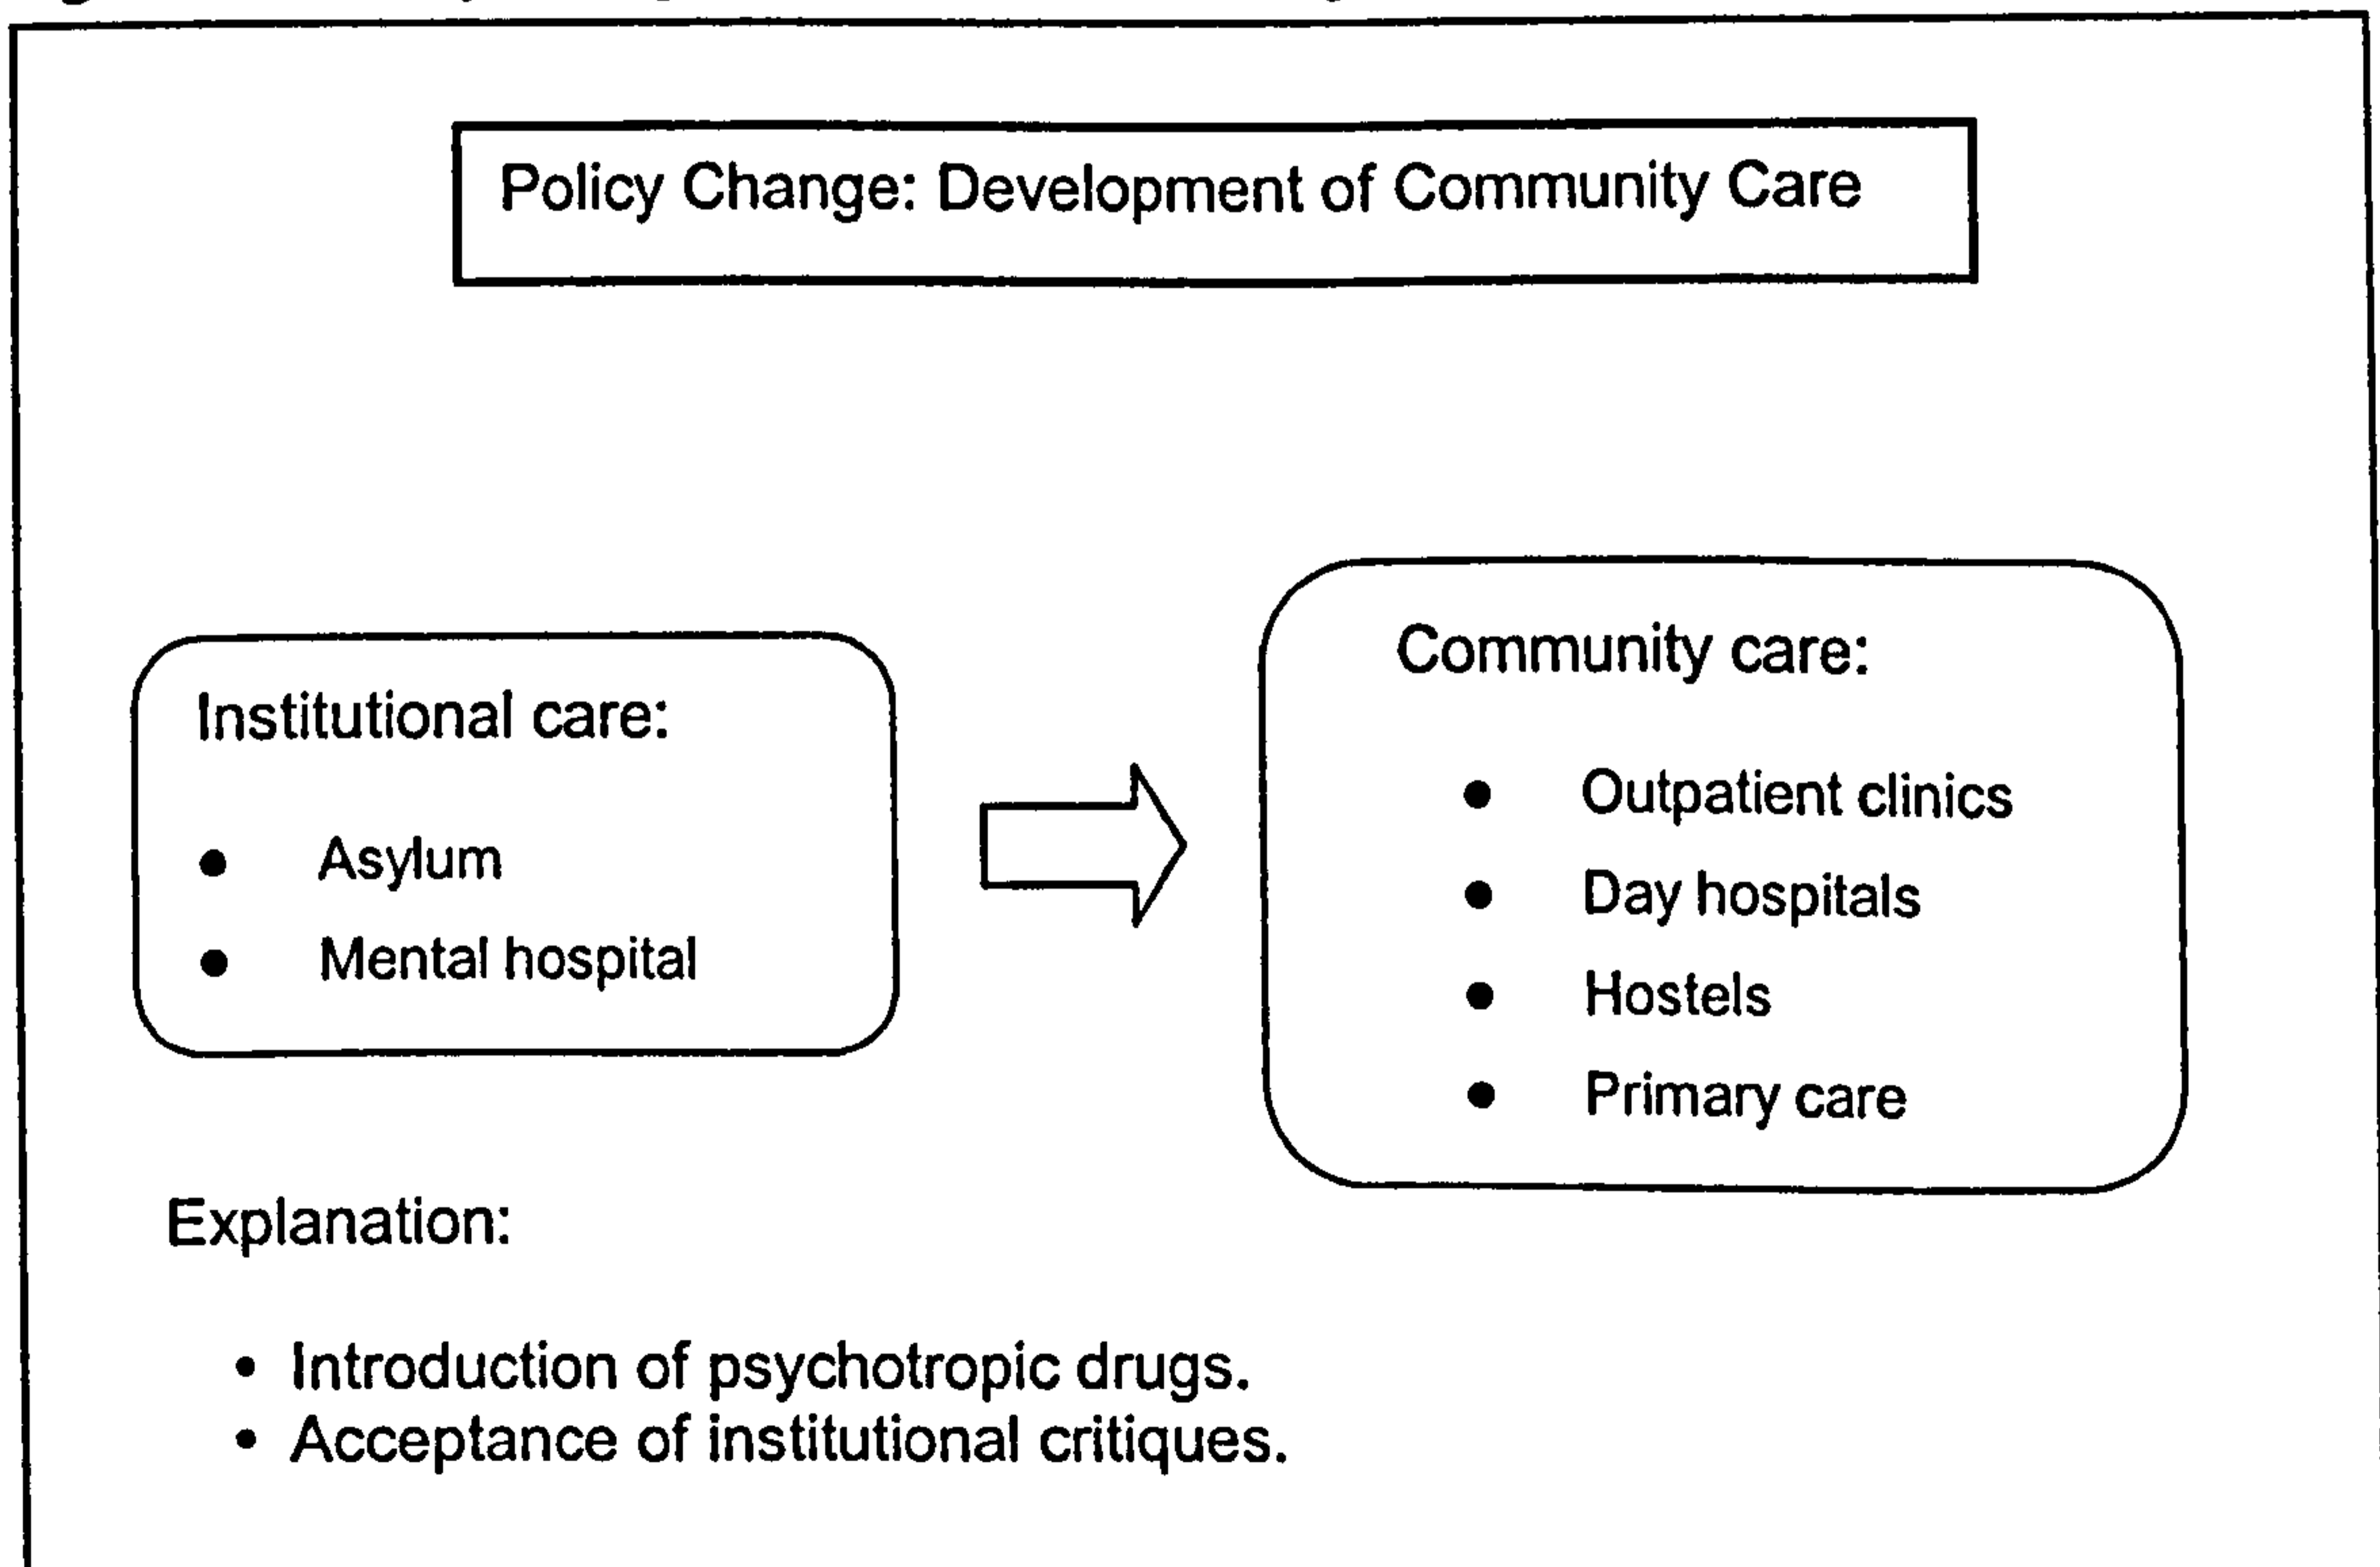 Policy Change: Development of Community Care
Institutional care:
• Asylum
• Mental hospital
Community care:
• Outpatient clinics
• Day hospitals
• Hostels
• Primary care
Explanation:
• Introduction of psychotropic drugs.
• Acceptance of institutional critiques.